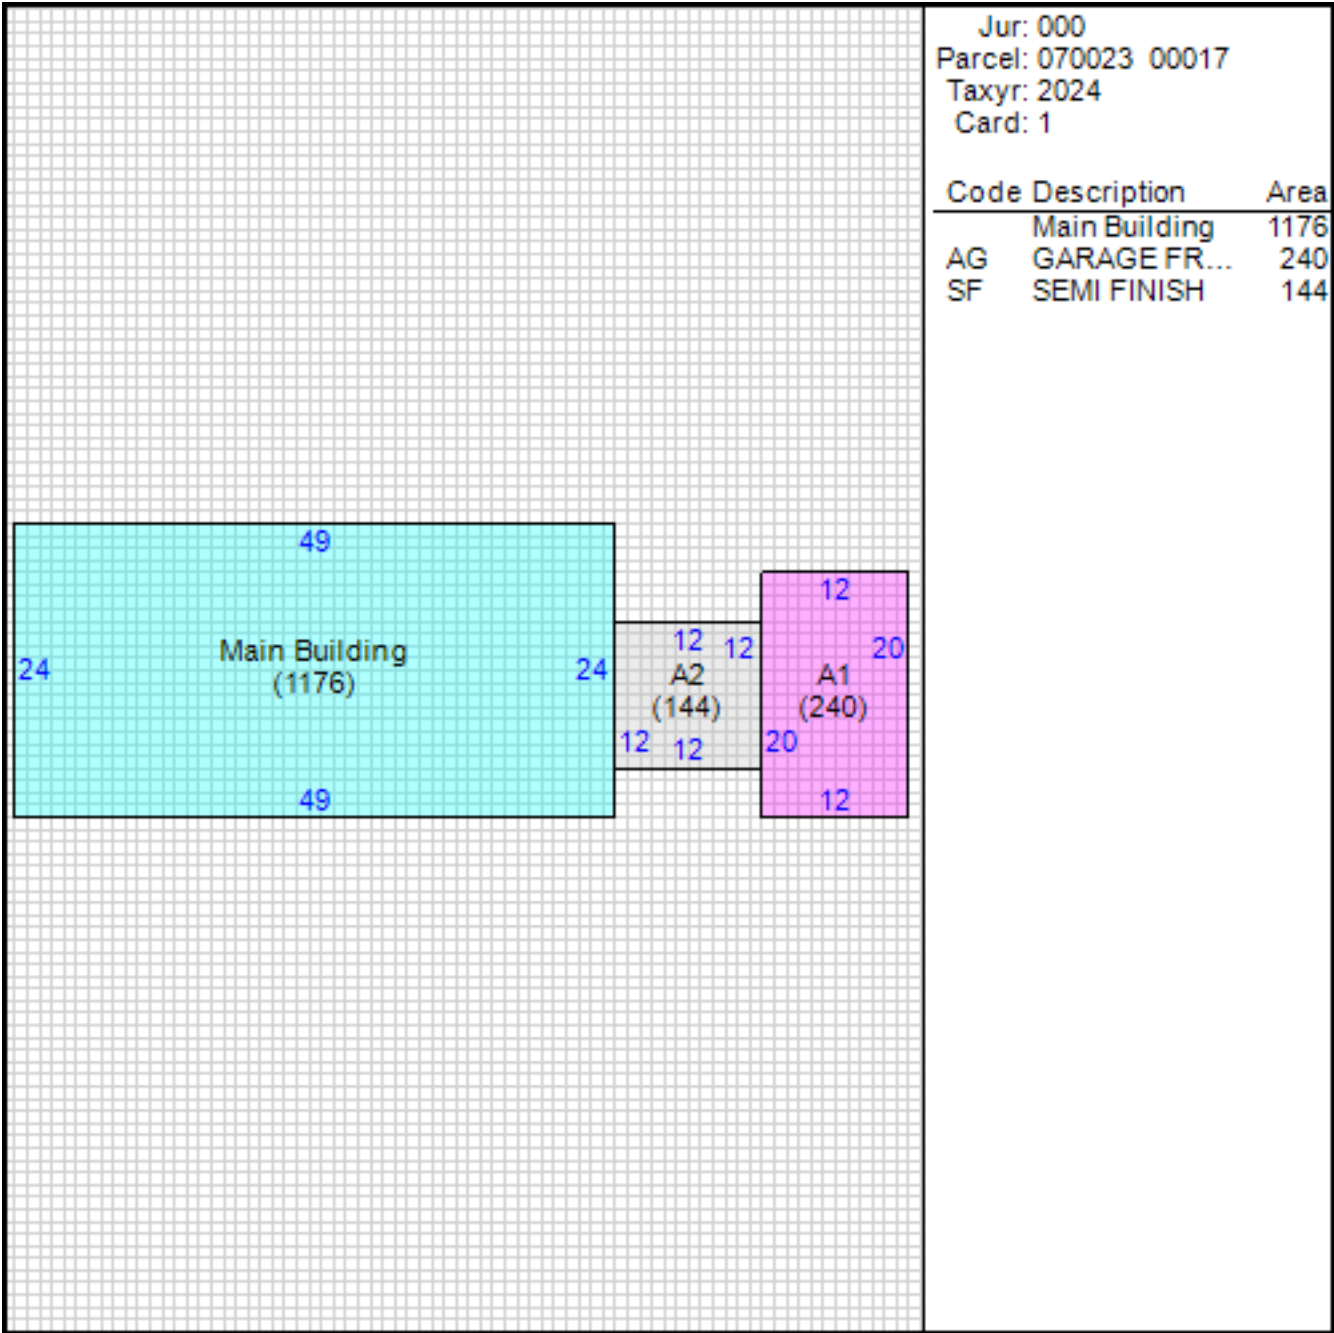 Jur: 000
Parcel: 070023 00017
Taxyr: 2024
Card: 1
Code Description Area
Main Building 1176
AG GARAGE FR... 240
SF SEMI FINISH 144
49
12
12 12 20
Main Building
(1176)
24 24
A2
(144)
A1
(240)
12 12 20
49 12